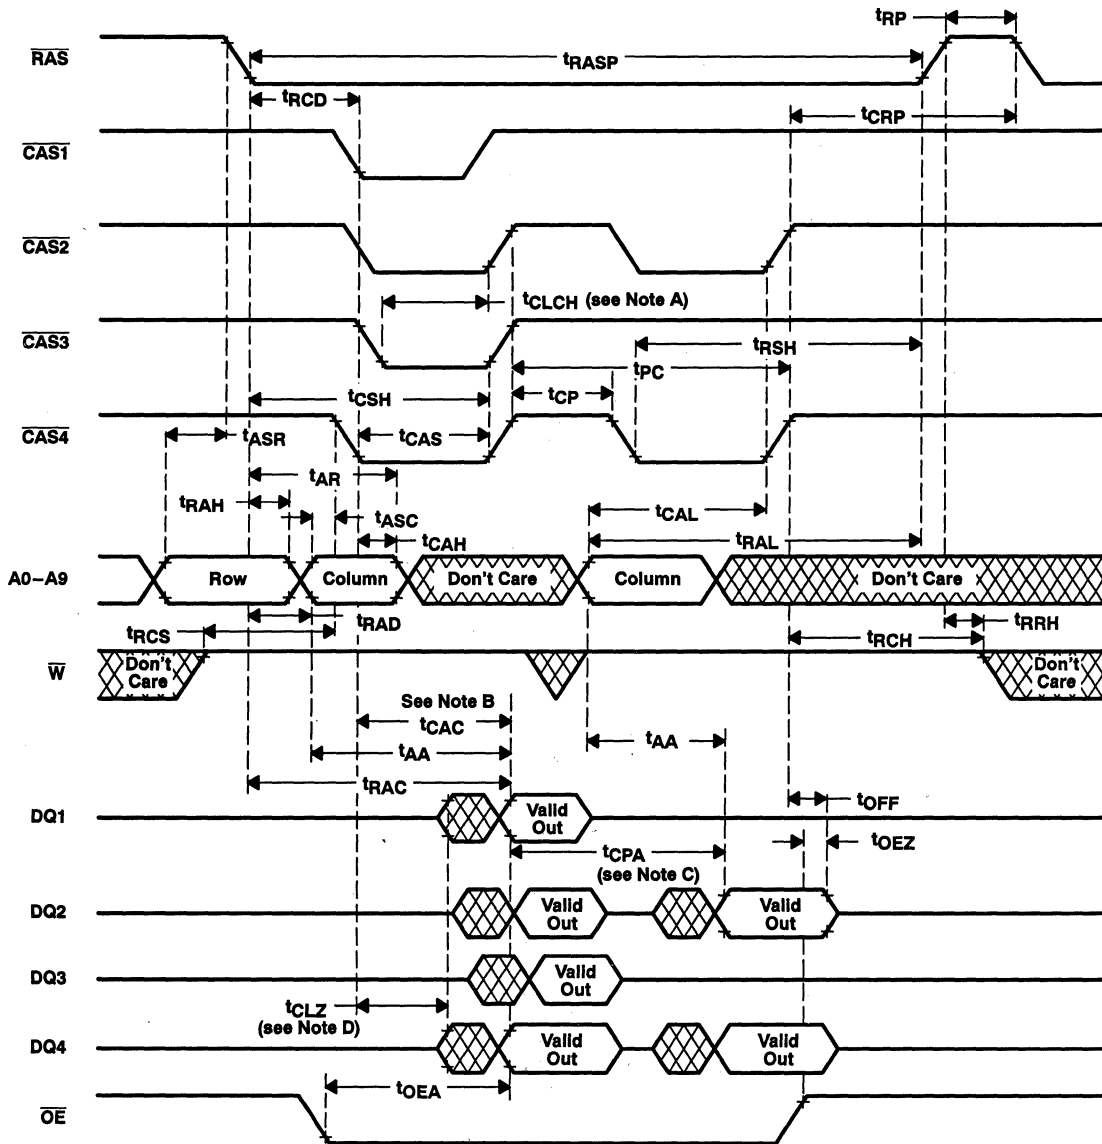 tRP
RAS
tRASP
tRCD
tCRP
CAS1
CAS2
tCLCH (see Note A)
CAS3
tRSH
tPC
tCSH
tCP
CAS4
tASR
tCAS
tAR
tRAH
tASC
tCAL
tCAH
tRAL
A0–A9
Row
Column
Don't Care
Column
Don't Care
tRAD
tRCS
tRRH
tRCH
W
Don't
Care
Don't
Care
See Note B
tCAC
tAA
tAA
tRAC
tOFF
DQ1
Valid
Out
tOEZ
tCPA
(see Note C)
DQ2
Valid
Out
Valid
Out
DQ3
Valid
Out
tCLZ
(see Note D)
DQ4
Valid
Out
Valid
Out
tOEA
OE